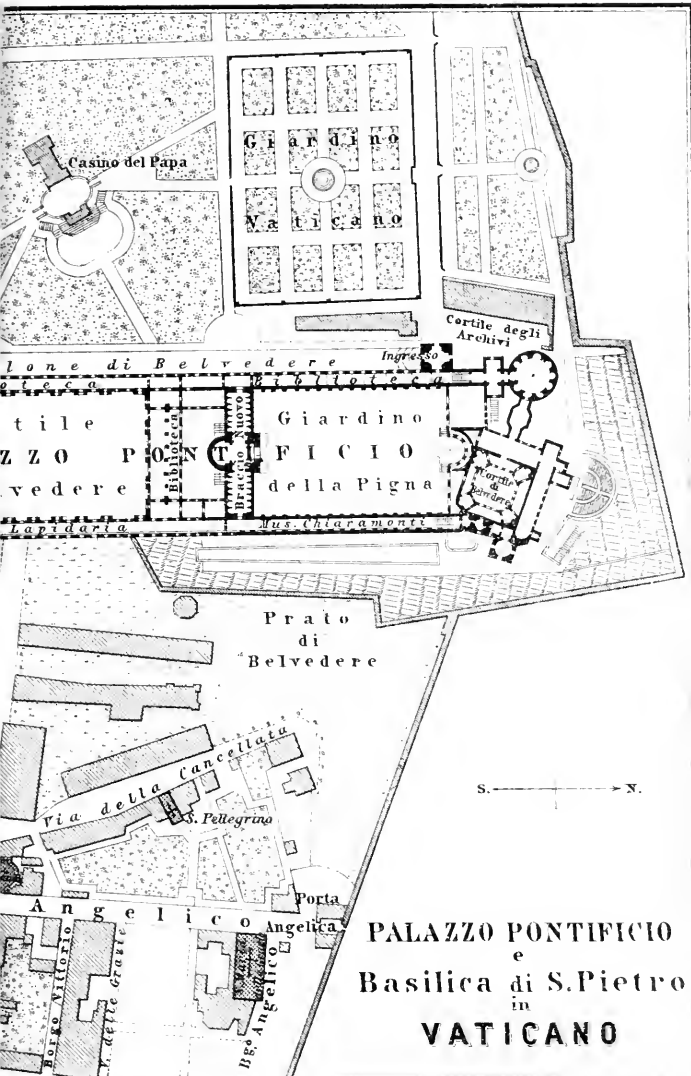 Casino del Papa
Giardino
Vaticano
Cortile degli
Archivi
Ingresso
lone di Belvedere
oteca
Biblioteca
tile
ZZO PONT FICIO
lvedere
Biblioteca
Braccio Nuovo
Giardino
della Pigna
Cortile
di
Belvedere
Lapidaria
Mus. Chiaramonti
Prato
di
Belvedere
S. N.
Via della Cancellata
S. Pellegrino
Angelico
Porta
Angelica
Borgo Vittorio
V. delle Grazie
Bgo. Angelico
PALAZZO PONTIFICIO
e
Basilica di S. Pietro
in
VATICANO